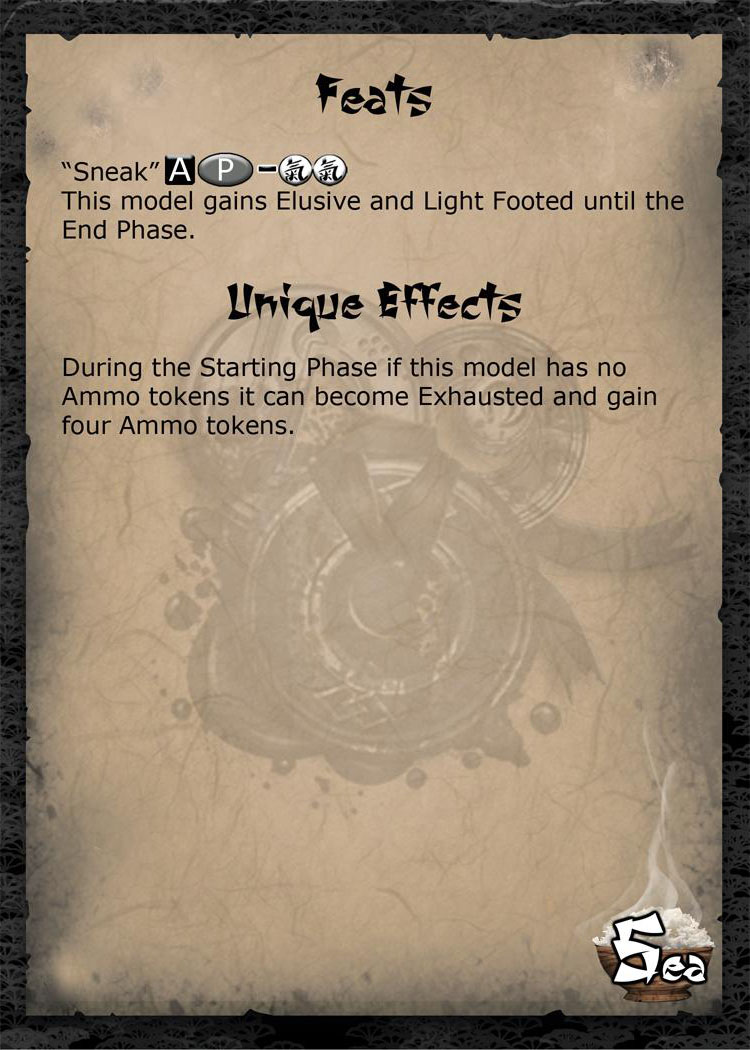 Feats
“Sneak” A P - 氣 氣
This model gains Elusive and Light Footed until the
End Phase.
Unique Effects
During the Starting Phase if this model has no
Ammo tokens it can become Exhausted and gain
four Ammo tokens.
Sea